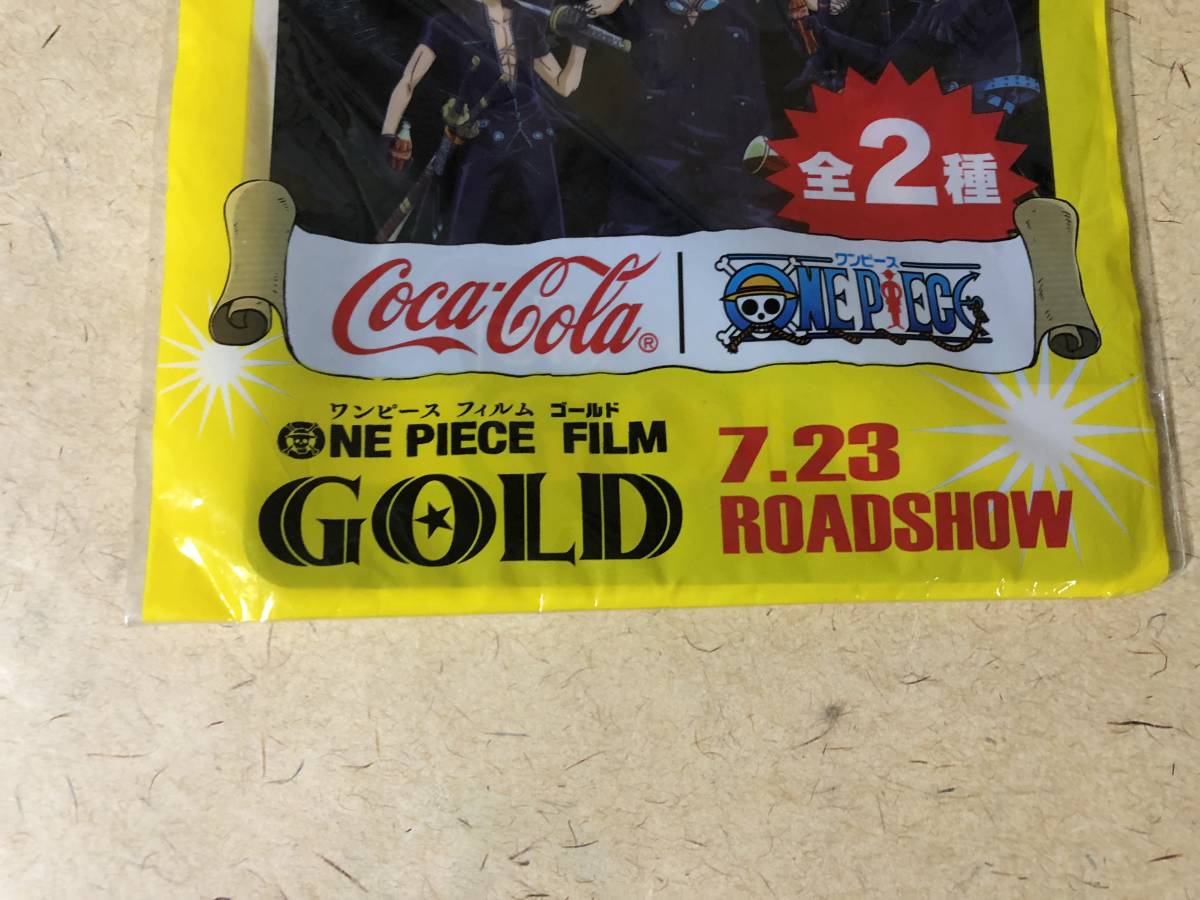 全2種
Coca-Cola®
ワンピース
ONE PIECE
ワンピース フィルム ゴールド
ONE PIECE FILM
GOLD
7.23
ROADSHOW